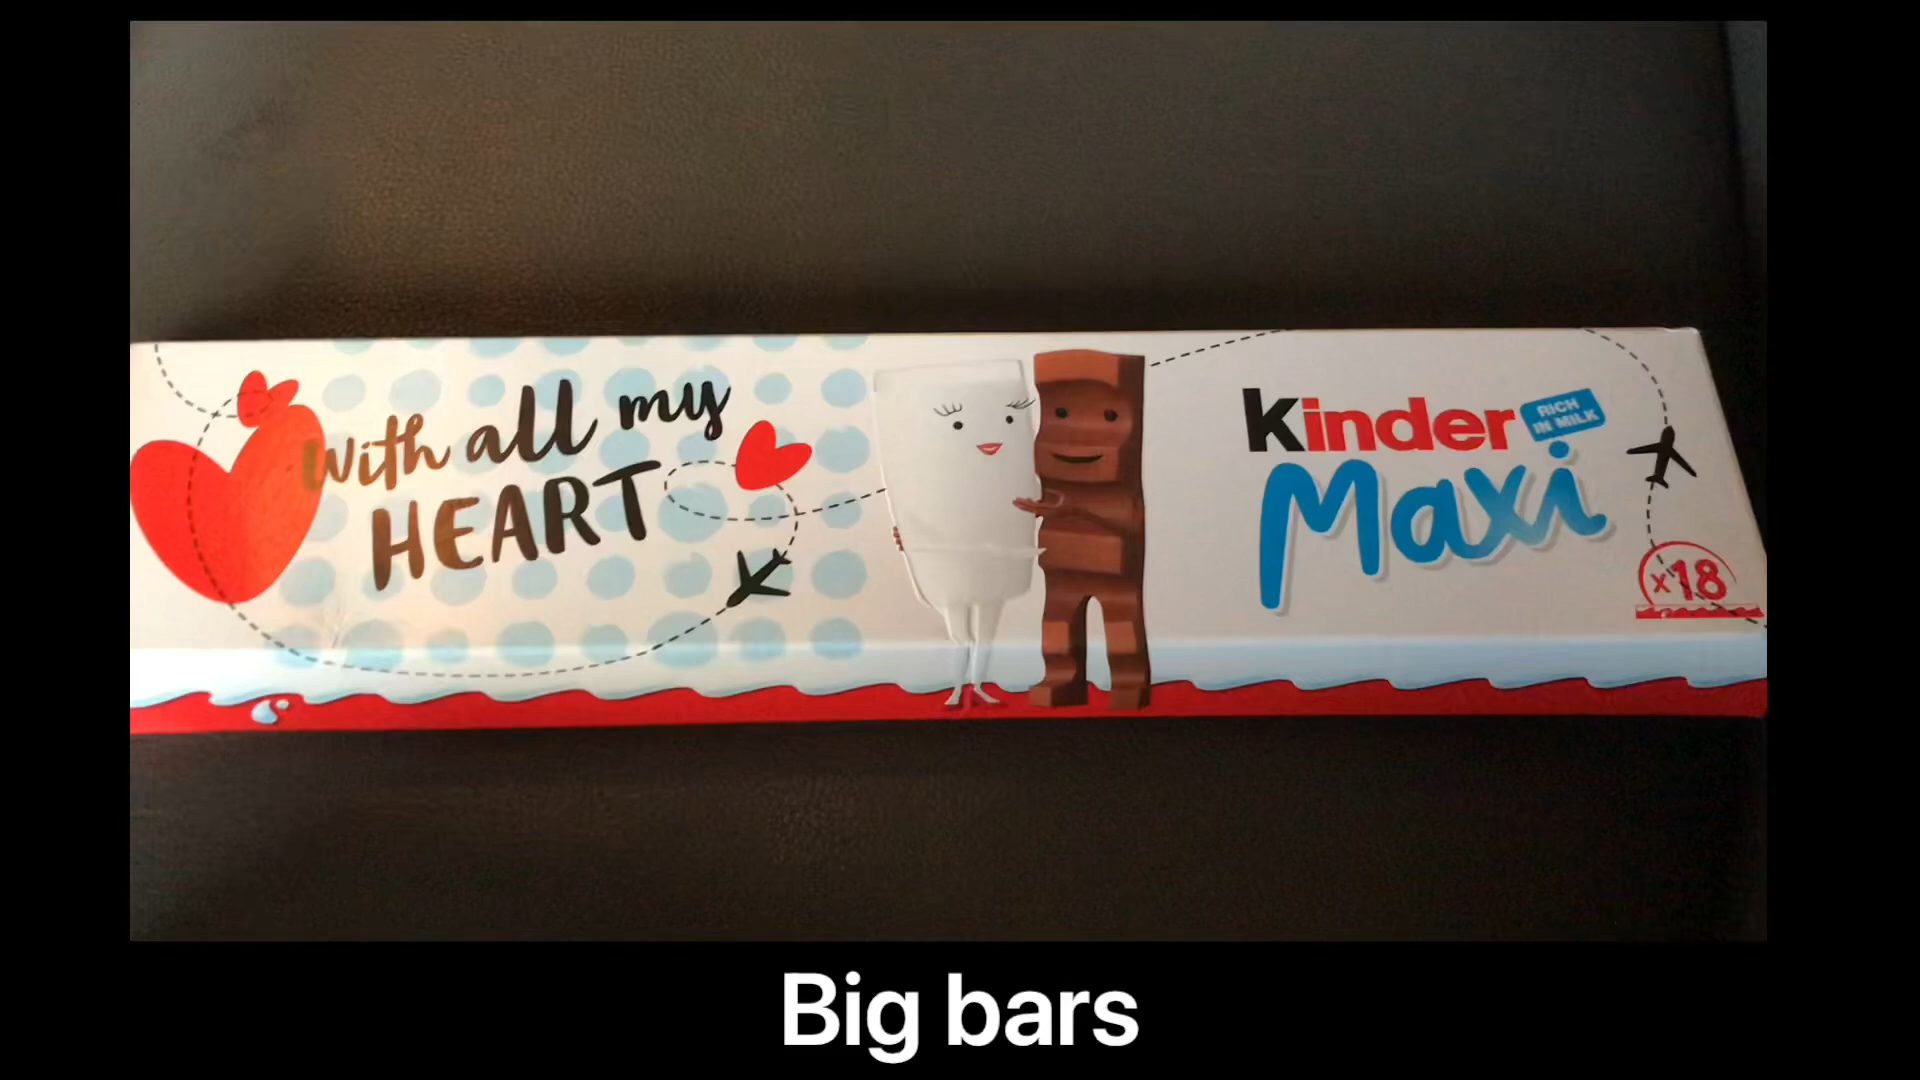 With all my
HEART
kinder
RICH
IN MILK
Maxi
x18
Big bars